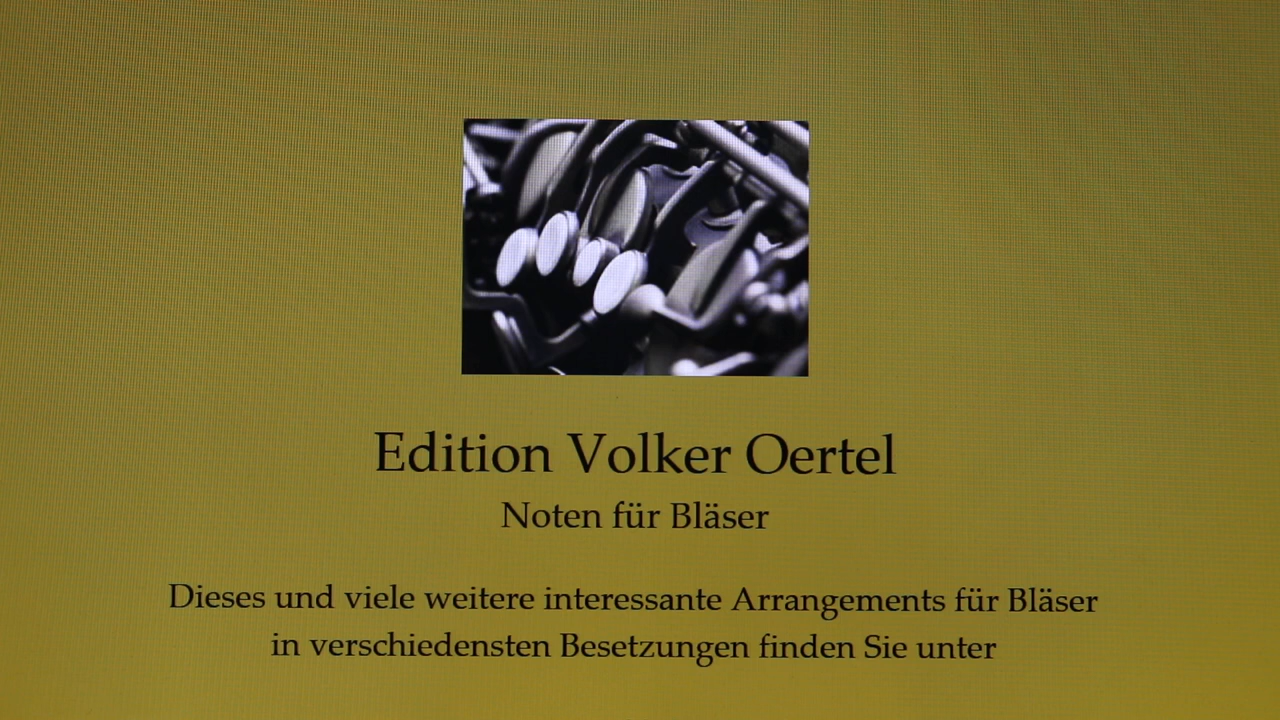 Edition Volker Oertel
Noten für Bläser
Dieses und viele weitere interessante Arrangements für Bläser
in verschiedensten Besetzungen finden Sie unter